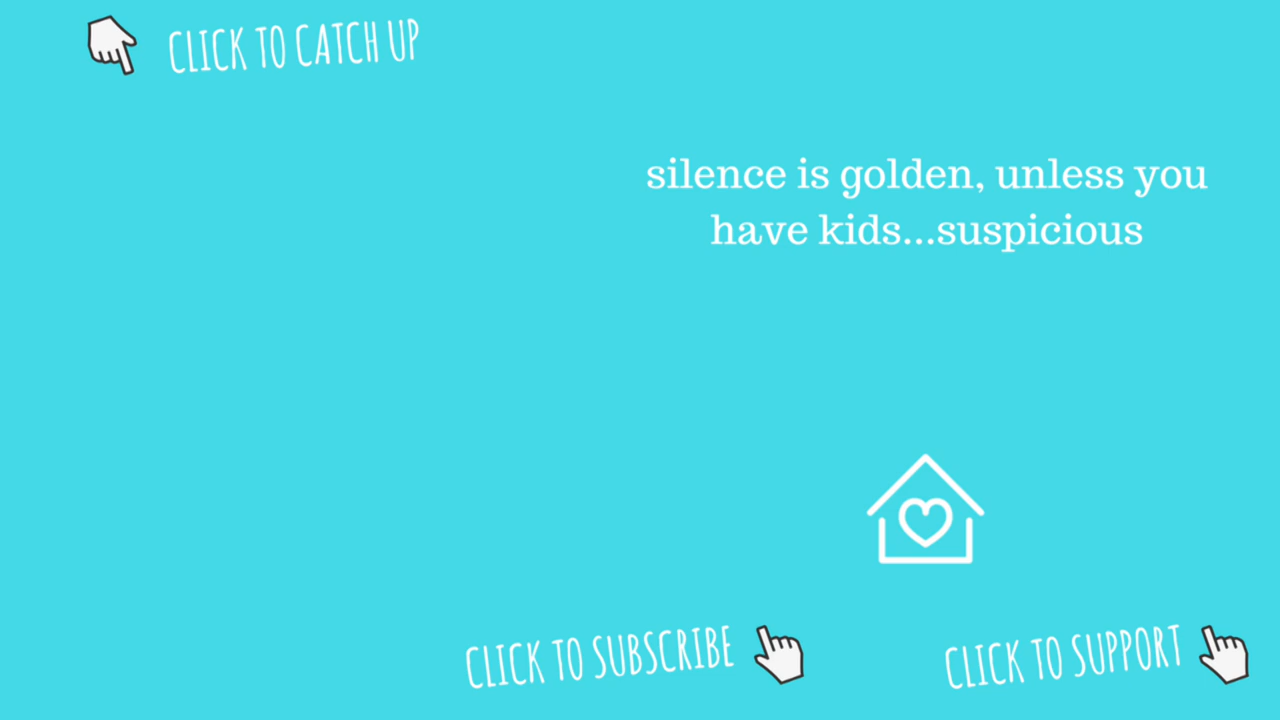 CLICK TO CATCH UP
silence is golden, unless you
have kids...suspicious
CLICK TO SUBSCRIBE
CLICK TO SUPPORT